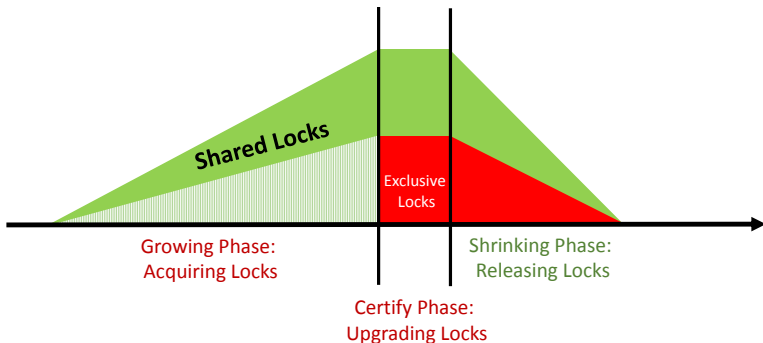 Shared Locks
Exclusive
Locks
Growing Phase:
Acquiring Locks
Shrinking Phase:
Releasing Locks
Certify Phase:
Upgrading Locks